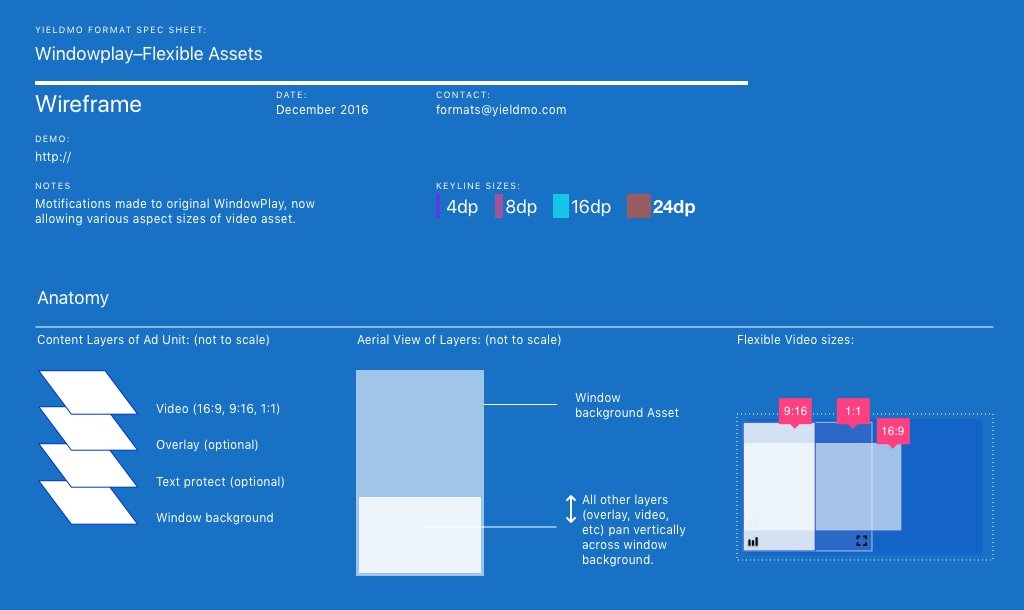 YIELDMO FORMAT SPEC SHEET:
Windowplay–Flexible Assets
Wireframe
DATE:
December 2016
CONTACT:
formats@yieldmo.com
DEMO:
http://
NOTES
Motifications made to original WindowPlay, now
allowing various aspect sizes of video asset.
KEYLINE SIZES:
4dp 8dp 16dp 24dp
Anatomy
Content Layers of Ad Unit: (not to scale)
Video (16:9, 9:16, 1:1)
Overlay (optional)
Text protect (optional)
Window background
Aerial View of Layers: (not to scale)
Window
background Asset
All other layers
(overlay, video,
etc) pan vertically
across window
background.
Flexible Video sizes:
9:16 1:1
16:9